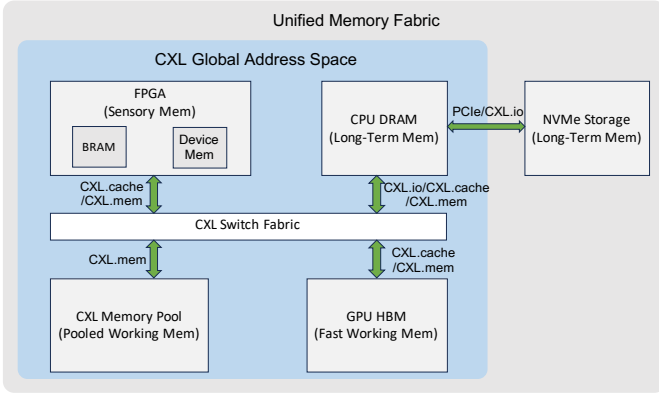 Unified Memory Fabric
CXL Global Address Space
FPGA
(Sensory Mem)
BRAM
Device
Mem
CPU DRAM
(Long-Term Mem)
PCIe/CXL.io
NVMe Storage
(Long-Term Mem)
CXL.cache
/CXL.mem
CXL.io/CXL.cache
/CXL.mem
CXL Switch Fabric
CXL.mem
CXL.cache
/CXL.mem
CXL Memory Pool
(Pooled Working Mem)
GPU HBM
(Fast Working Mem)